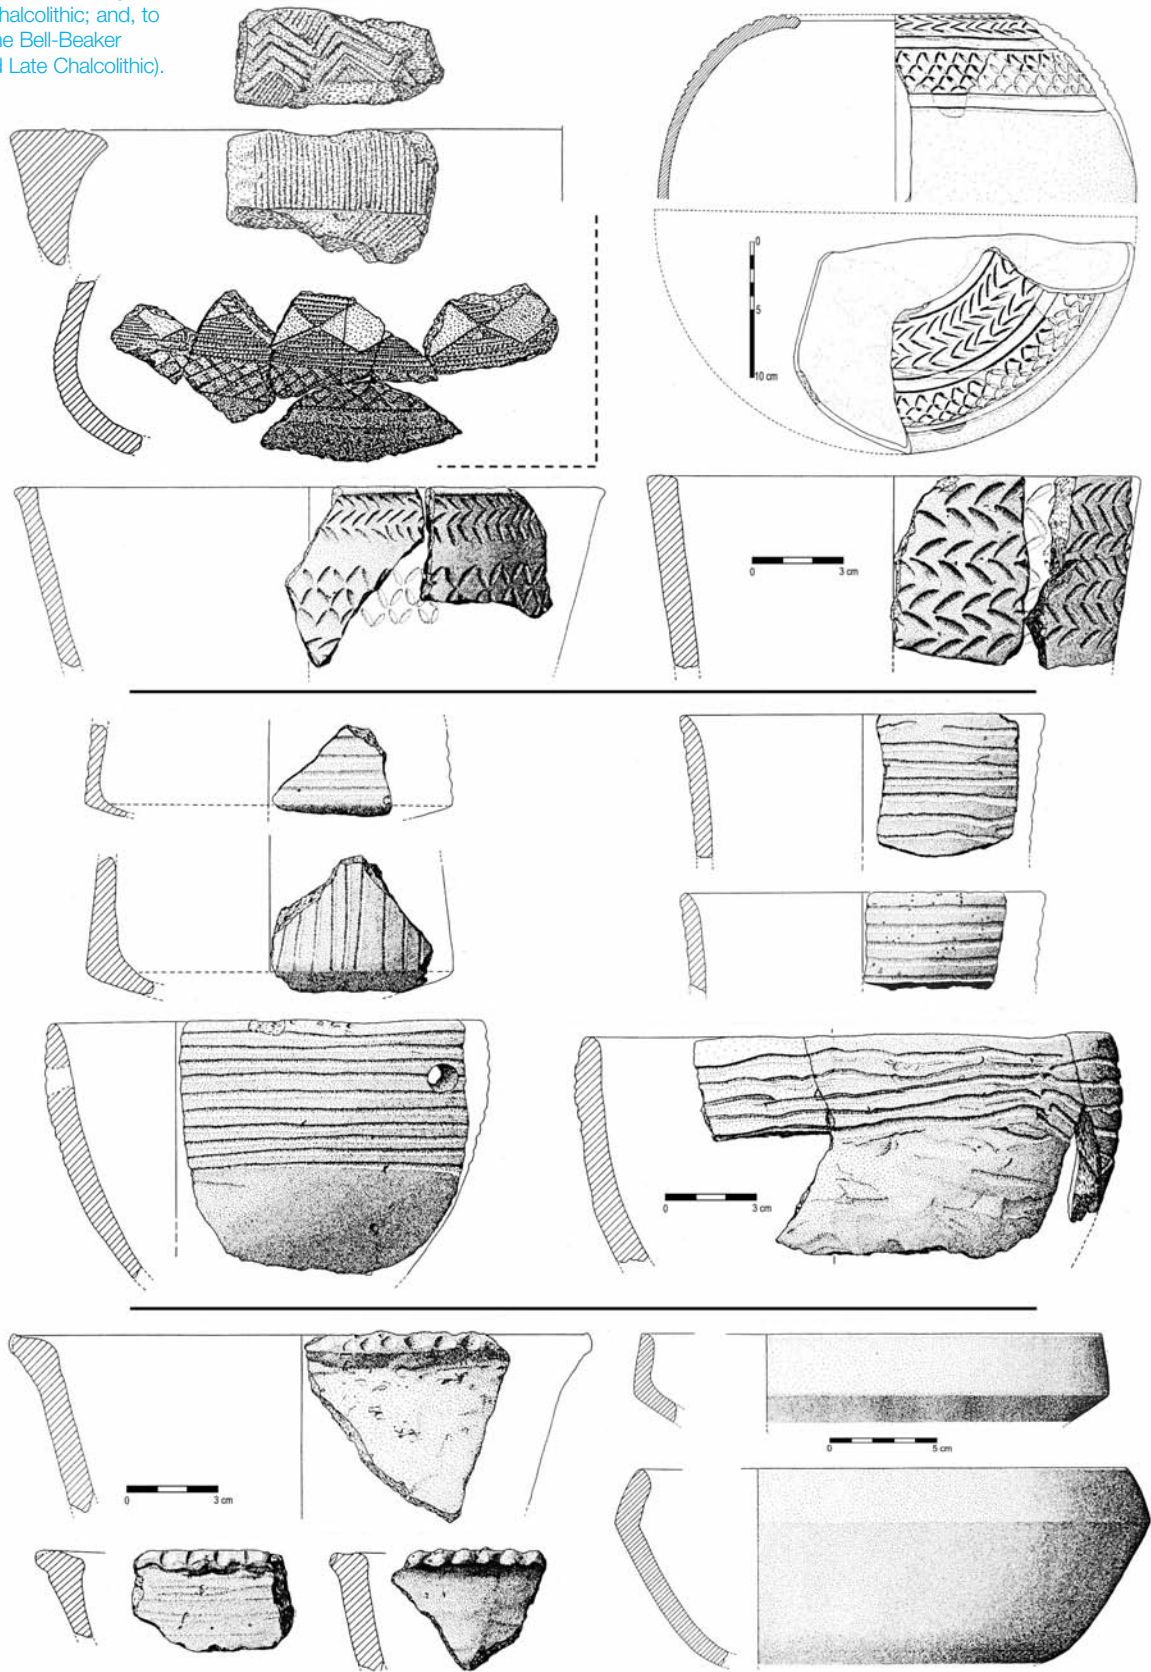 halcolithic; and, to
ne Bell-Beaker
d Late Chalcolithic).
0
5
10 cm
0 3 cm
0 3 cm
0 5 cm
0 3 cm